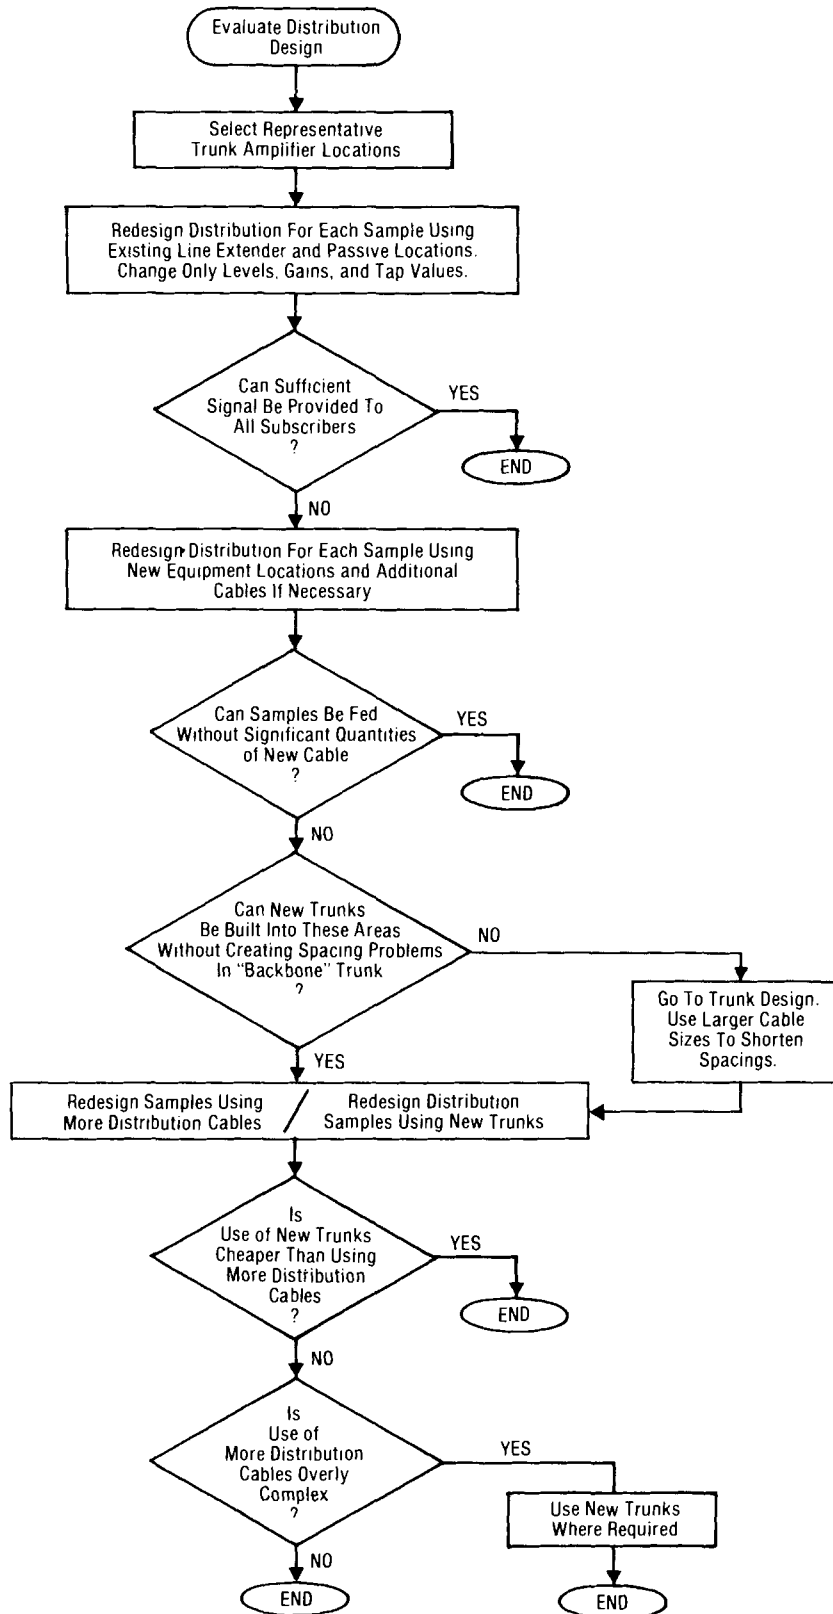 Evaluate Distribution
Design
Select Representative
Trunk Amplifier Locations
Redesign Distribution For Each Sample Using
Existing Line Extender and Passive Locations.
Change Only Levels, Gains, and Tap Values.
Can Sufficient
Signal Be Provided To
All Subscribers
?
YES
END
NO
Redesign Distribution For Each Sample Using
New Equipment Locations and Additional
Cables If Necessary
Can Samples Be Fed
Without Significant Quantities
of New Cable
?
YES
END
NO
Can New Trunks
Be Built Into These Areas
Without Creating Spacing Problems
In "Backbone" Trunk
?
NO
Go To Trunk Design.
Use Larger Cable
Sizes To Shorten
Spacings.
YES
Redesign Samples Using
More Distribution Cables
/
Redesign Distribution
Samples Using New Trunks
Is
Use of New Trunks
Cheaper Than Using
More Distribution
Cables
?
YES
END
NO
Is
Use of
More Distribution
Cables Overly
Complex
?
YES
Use New Trunks
Where Required
END
NO
END